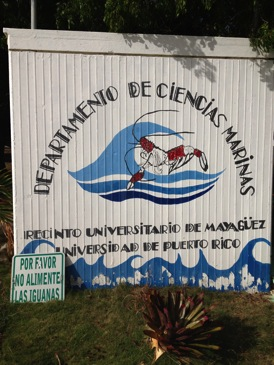 DEPARTAMENTO DE CIENCIAS MARINAS
RECINTO UNIVERSITARIO DE MAYAGÜEZ
UNIVERSIDAD DE PUERTO RICO
POR FAVOR
NO ALIMENTE
LAS IGUANAS